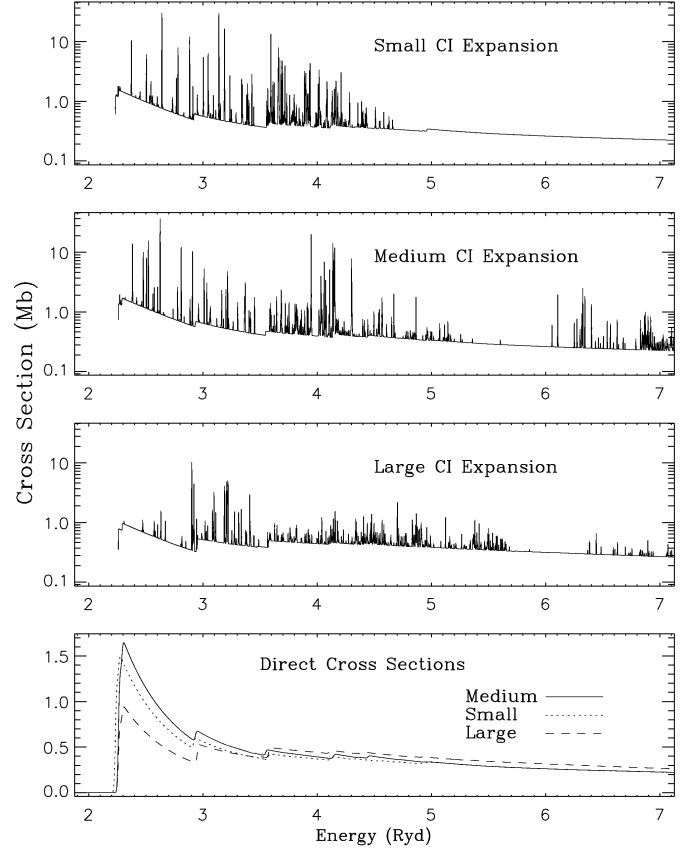 10
1.0
0.1
Small CI Expansion
2 3 4 5 6 7
10
1.0
0.1
Medium CI Expansion
2 3 4 5 6 7
Cross Section (Mb)
10
1.0
0.1
Large CI Expansion
2 3 4 5 6 7
1.5
1.0
0.5
0.0
Direct Cross Sections
Medium
Small
Large
2 3 4 5 6 7
Energy (Ryd)